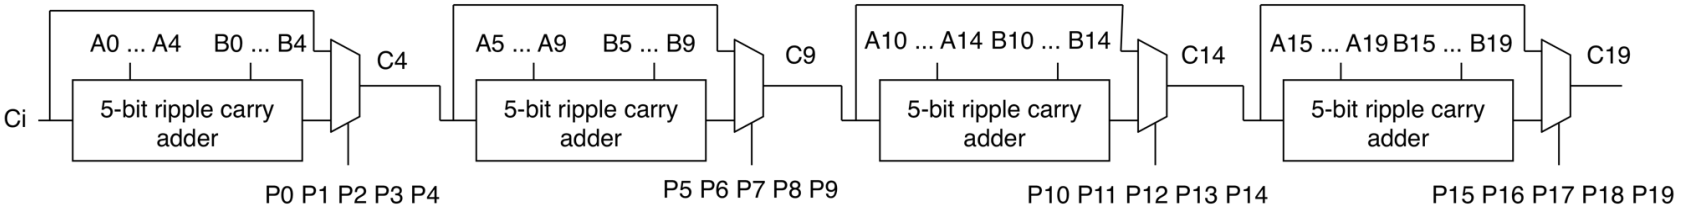 Ci
A0 ... A4 B0 ... B4
5-bit ripple carry
adder
P0 P1 P2 P3 P4
C4
A5 ... A9 B5 ... B9
5-bit ripple carry
adder
P5 P6 P7 P8 P9
C9
A10 ... A14 B10 ... B14
5-bit ripple carry
adder
P10 P11 P12 P13 P14
C14
A15 ... A19 B15 ... B19
5-bit ripple carry
adder
P15 P16 P17 P18 P19
C19